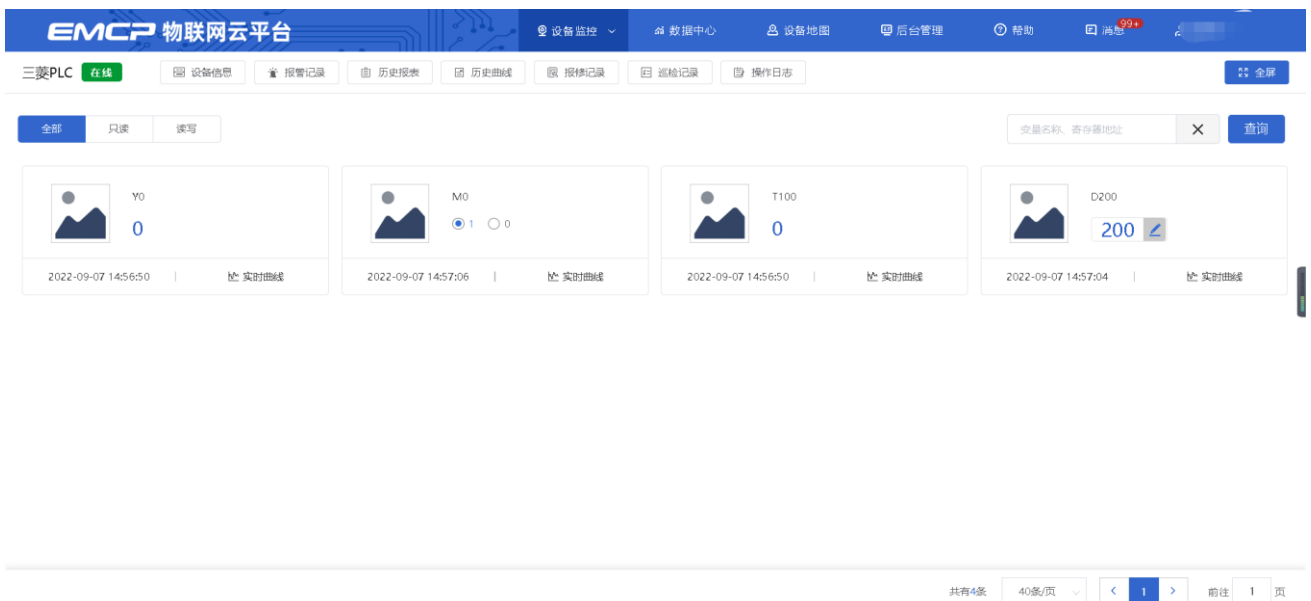 EMCP 物联网云平台 设备监控 数据中心 设备地图 后台管理 帮助 消息 99+
三菱PLC 在线 设备信息 报警记录 历史报表 历史曲线 报修记录 巡检记录 操作日志 全屏
全部 只读 读写 变量名称、寄存器地址 查询
Y0 M0 T100 D200
0 1 0 0 200
2022-09-07 14:56:50 | 实时曲线 2022-09-07 14:57:06 | 实时曲线 2022-09-07 14:56:50 | 实时曲线 2022-09-07 14:57:04 | 实时曲线
共有4条 40条/页 1 前往 1 页